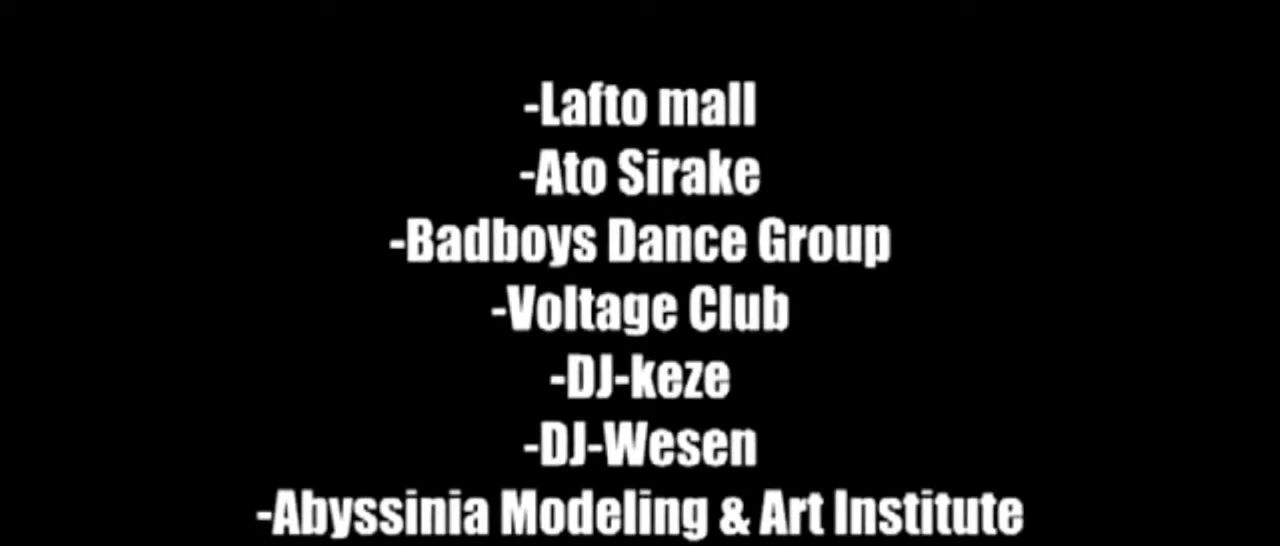 -Lafto mall
-Ato Sirake
-Badboys Dance Group
-Voltage Club
-DJ-keze
-DJ-Wesen
-Abyssinia Modeling & Art Institute